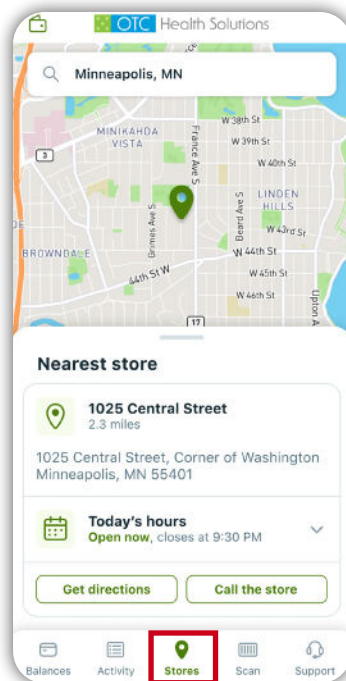 OTC Health Solutions
Minneapolis, MN
W 38th St
MINIKAHDA
VISTA
France Ave S
W 39th St
3
W 40th St
Grimes Ave S
Beard Ave S
LINDEN
HILLS
W 43rd St
BROWNDALE
W 44th St
44th St W
W 45th St
W 46th St
Upton A
17
Nearest store
1025 Central Street
2.3 miles
1025 Central Street, Corner of Washington
Minneapolis, MN 55401
Today's hours
Open now, closes at 9:30 PM
Get directions
Call the store
Balances
Activity
Stores
Scan
Support